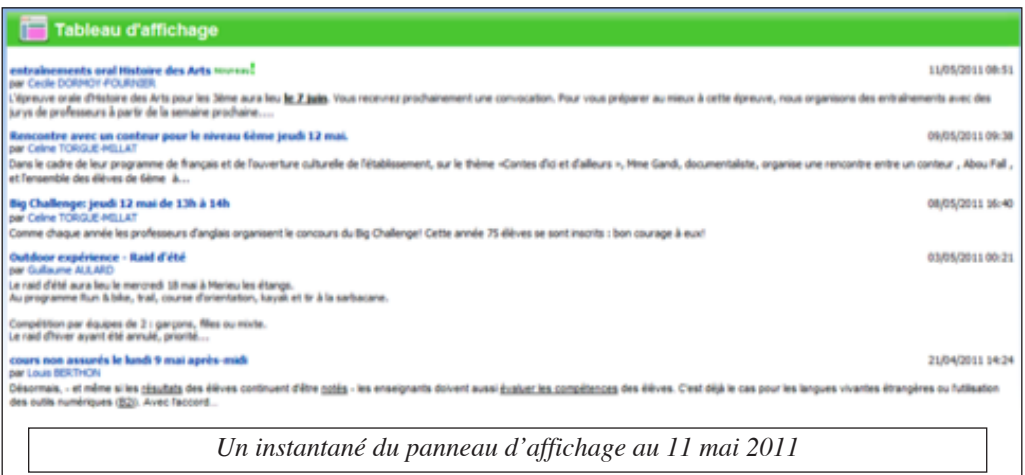 Tableau d'affichage
entraînements oral Histoire des Arts Nouveau! 11/05/2011 08:51
par Cecile DORMOY-FOURNIER
L'épreuve orale d'Histoire des Arts pour les 3ème aura lieu le 7 juin. Vous recevrez prochainement une convocation. Pour vous préparer au mieux à cette épreuve, nous organisons des entraînements avec des
jurys de professeurs à partir de la semaine prochaine....
Rencontre avec un conteur pour le niveau 6ème jeudi 12 mai. 09/05/2011 09:38
par Celine TORGUE-MILLAT
Dans le cadre de leur programme de français et de l'ouverture culturelle de l'établissement, sur le thème «Contes d'ici et d'ailleurs », Mme Gandi, documentaliste, organise une rencontre entre un conteur , Abou Fall ,
et l'ensemble des élèves de 6ème à...
Big Challenge: jeudi 12 mai de 13h à 14h 08/05/2011 16:40
par Celine TORGUE-MILLAT
Comme chaque année les professeurs d'anglais organisent le concours du Big Challenge! Cette année 75 élèves se sont inscrits : bon courage à eux!
Outdoor expérience - Raid d'été 03/05/2011 00:21
par Guillaume AULARD
Le raid d'été aura lieu le mercredi 18 mai à Merieu les étangs.
Au programme Run & bike, trail, course d'orientation, kayak et tir à la sarbacane.
Compétition par équipes de 2 : garçons, filles ou mixte.
Le raid d'hiver ayant été annulé, priorité...
cours non assurés le lundi 9 mai après-midi 21/04/2011 14:24
par Louis BERTHON
Désormais, - et même si les résultats des élèves continuent d'être notés - les enseignants doivent aussi évaluer les compétences des élèves. C'est déjà le cas pour les langues vivantes étrangères ou l'utilisation
des outils numériques (B2i). Avec l'accord...
Un instantané du panneau d'affichage au 11 mai 2011